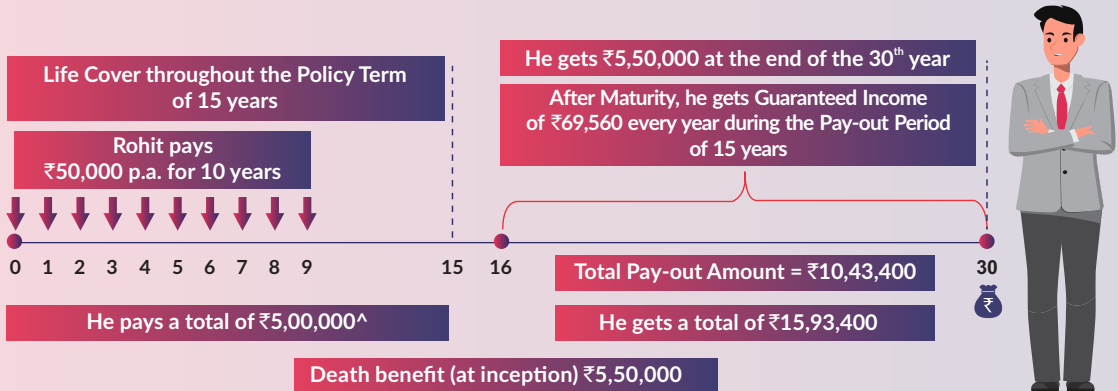 Life Cover throughout the Policy Term
of 15 years
Rohit pays
₹50,000 p.a. for 10 years
He gets ₹5,50,000 at the end of the 30th year
After Maturity, he gets Guaranteed Income
of ₹69,560 every year during the Pay-out Period
of 15 years
0 1 2 3 4 5 6 7 8 9 15 16 30
Total Pay-out Amount = ₹10,43,400
₹
He pays a total of ₹5,00,000^
He gets a total of ₹15,93,400
Death benefit (at inception) ₹5,50,000